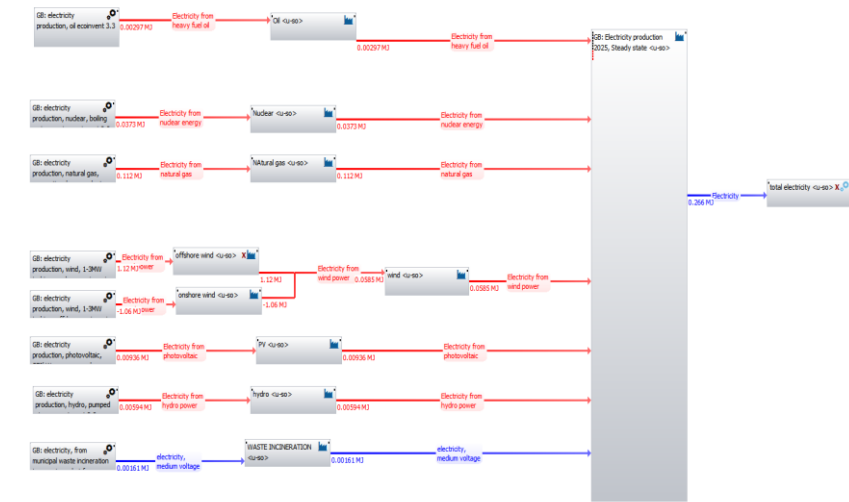 GB: electricity
production, oil ecoinvent 3.3
0.00297 MJ
Electricity from
heavy fuel oil
Oil <u-so>
0.00297 MJ
Electricity from
heavy fuel oil
GB: Electricity production
2025, Steady state <u-so>
GB: electricity
production, nuclear, boiling
0.0373 MJ
Electricity from
nuclear energy
Nuclear <u-so>
0.0373 MJ
Electricity from
nuclear energy
GB: electricity
production, natural gas,
0.112 MJ
Electricity from
natural gas
NAtural gas <u-so>
0.112 MJ
Electricity from
natural gas
Electricity
0.266 MJ
total electricity <u-so>
GB: electricity
production, wind, 1-3MW
1.12 MJ
Electricity from
power
offshore wind <u-so>
1.12 MJ
GB: electricity
production, wind, 1-3MW
-1.06 MJ
Electricity from
power
onshore wind <u-so>
-1.06 MJ
Electricity from
wind power
0.0585 MJ
wind <u-so>
0.0585 MJ
Electricity from
wind power
GB: electricity
production, photovoltaic,
0.00936 MJ
Electricity from
photovoltaic
PV <u-so>
0.00936 MJ
Electricity from
photovoltaic
GB: electricity
production, hydro, pumped
0.00594 MJ
Electricity from
hydro power
hydro <u-so>
0.00594 MJ
Electricity from
hydro power
GB: electricity, from
municipal waste incineration
0.00161 MJ
electricity,
medium voltage
WASTE INCINERATION
<u-so>
0.00161 MJ
electricity,
medium voltage